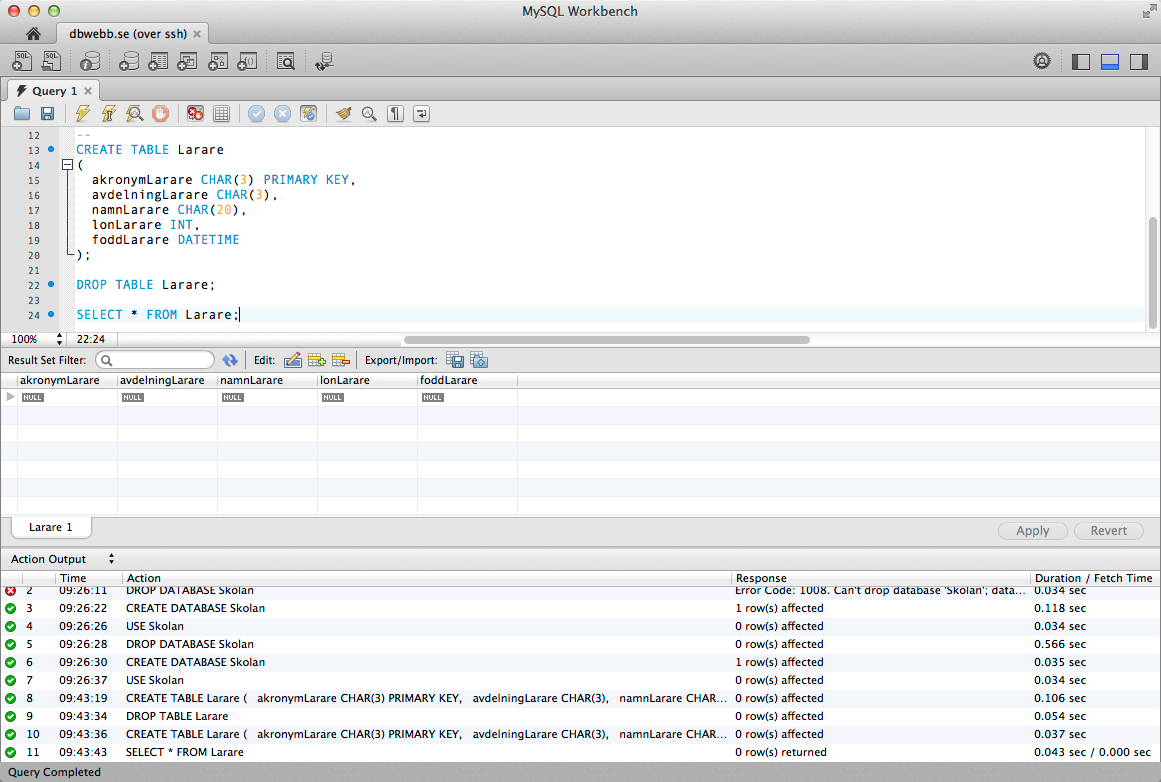 MySQL Workbench
dbwebb.se (over ssh)
Query 1
12 --
13 CREATE TABLE Larare
14 (
15 akronymLarare CHAR(3) PRIMARY KEY,
16 avdelningLarare CHAR(3),
17 namnLarare CHAR(20),
18 lonLarare INT,
19 foddLarare DATETIME
20 );
21
22 DROP TABLE Larare;
23
24 SELECT * FROM Larare;
100% 22:24
Result Set Filter: Edit: Export/Import:
akronymLarare avdelningLarare namnLarare lonLarare foddLarare
NULL NULL NULL NULL NULL
Larare 1 Apply Revert
Action Output
Time Action Response Duration / Fetch Time
2 09:26:11 DROP DATABASE Skolan Error Code: 1008. Can't drop database 'Skolan'; data... 0.034 sec
3 09:26:22 CREATE DATABASE Skolan 1 row(s) affected 0.118 sec
4 09:26:26 USE Skolan 0 row(s) affected 0.034 sec
5 09:26:28 DROP DATABASE Skolan 0 row(s) affected 0.566 sec
6 09:26:30 CREATE DATABASE Skolan 1 row(s) affected 0.035 sec
7 09:26:37 USE Skolan 0 row(s) affected 0.034 sec
8 09:43:19 CREATE TABLE Larare ( akronymLarare CHAR(3) PRIMARY KEY, avdelningLarare CHAR(3), namnLarare CHAR... 0 row(s) affected 0.106 sec
9 09:43:34 DROP TABLE Larare 0 row(s) affected 0.054 sec
10 09:43:36 CREATE TABLE Larare ( akronymLarare CHAR(3) PRIMARY KEY, avdelningLarare CHAR(3), namnLarare CHAR... 0 row(s) affected 0.037 sec
11 09:43:43 SELECT * FROM Larare 0 row(s) returned 0.043 sec / 0.000 sec
Query Completed